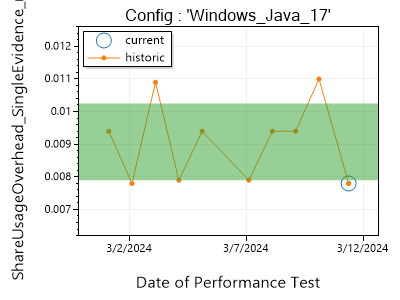 Config : 'Windows_Java_17'
ShareUsageOverhead_SingleEvidence_
current
historic
0.012
0.011
0.01
0.009
0.008
0.007
3/2/2024
3/7/2024
3/12/2024
Date of Performance Test